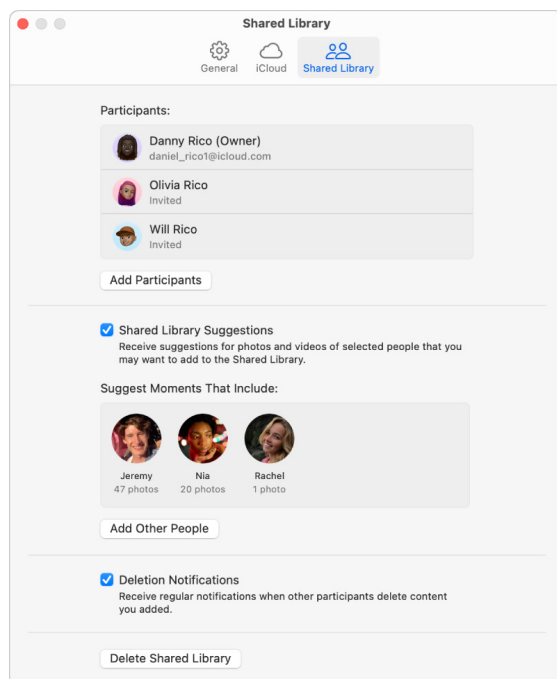 Shared Library
General
iCloud
Shared Library
Participants:
Danny Rico (Owner)
daniel_rico1@icloud.com
Olivia Rico
Invited
Will Rico
Invited
Add Participants
Shared Library Suggestions
Receive suggestions for photos and videos of selected people that you
may want to add to the Shared Library.
Suggest Moments That Include:
Jeremy
47 photos
Nia
20 photos
Rachel
1 photo
Add Other People
Deletion Notifications
Receive regular notifications when other participants delete content
you added.
Delete Shared Library